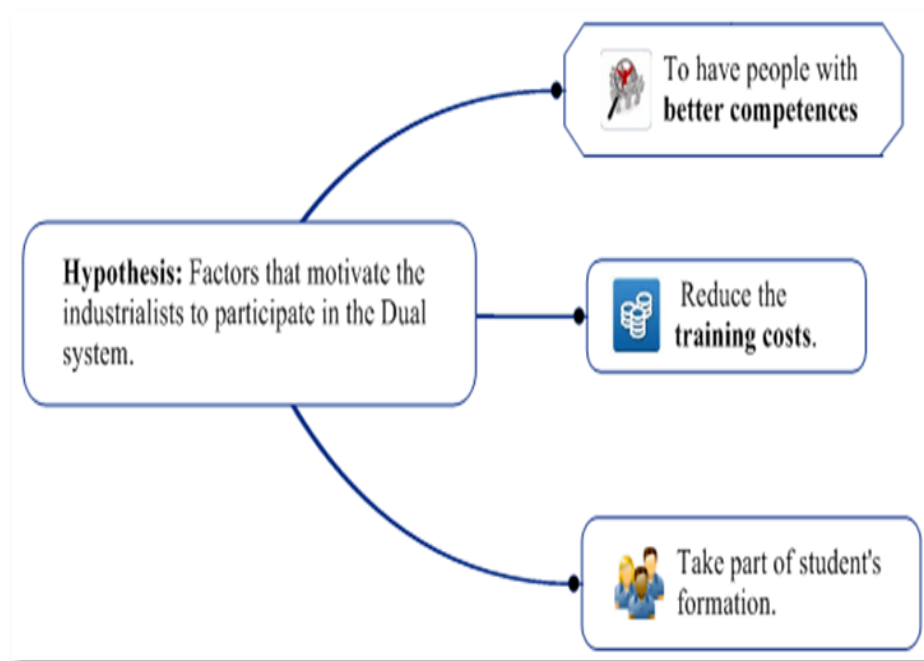 To have people with
better competences
Hypothesis: Factors that motivate the
industrialists to participate in the Dual
system.
Reduce the
training costs.
Take part of student's
formation.